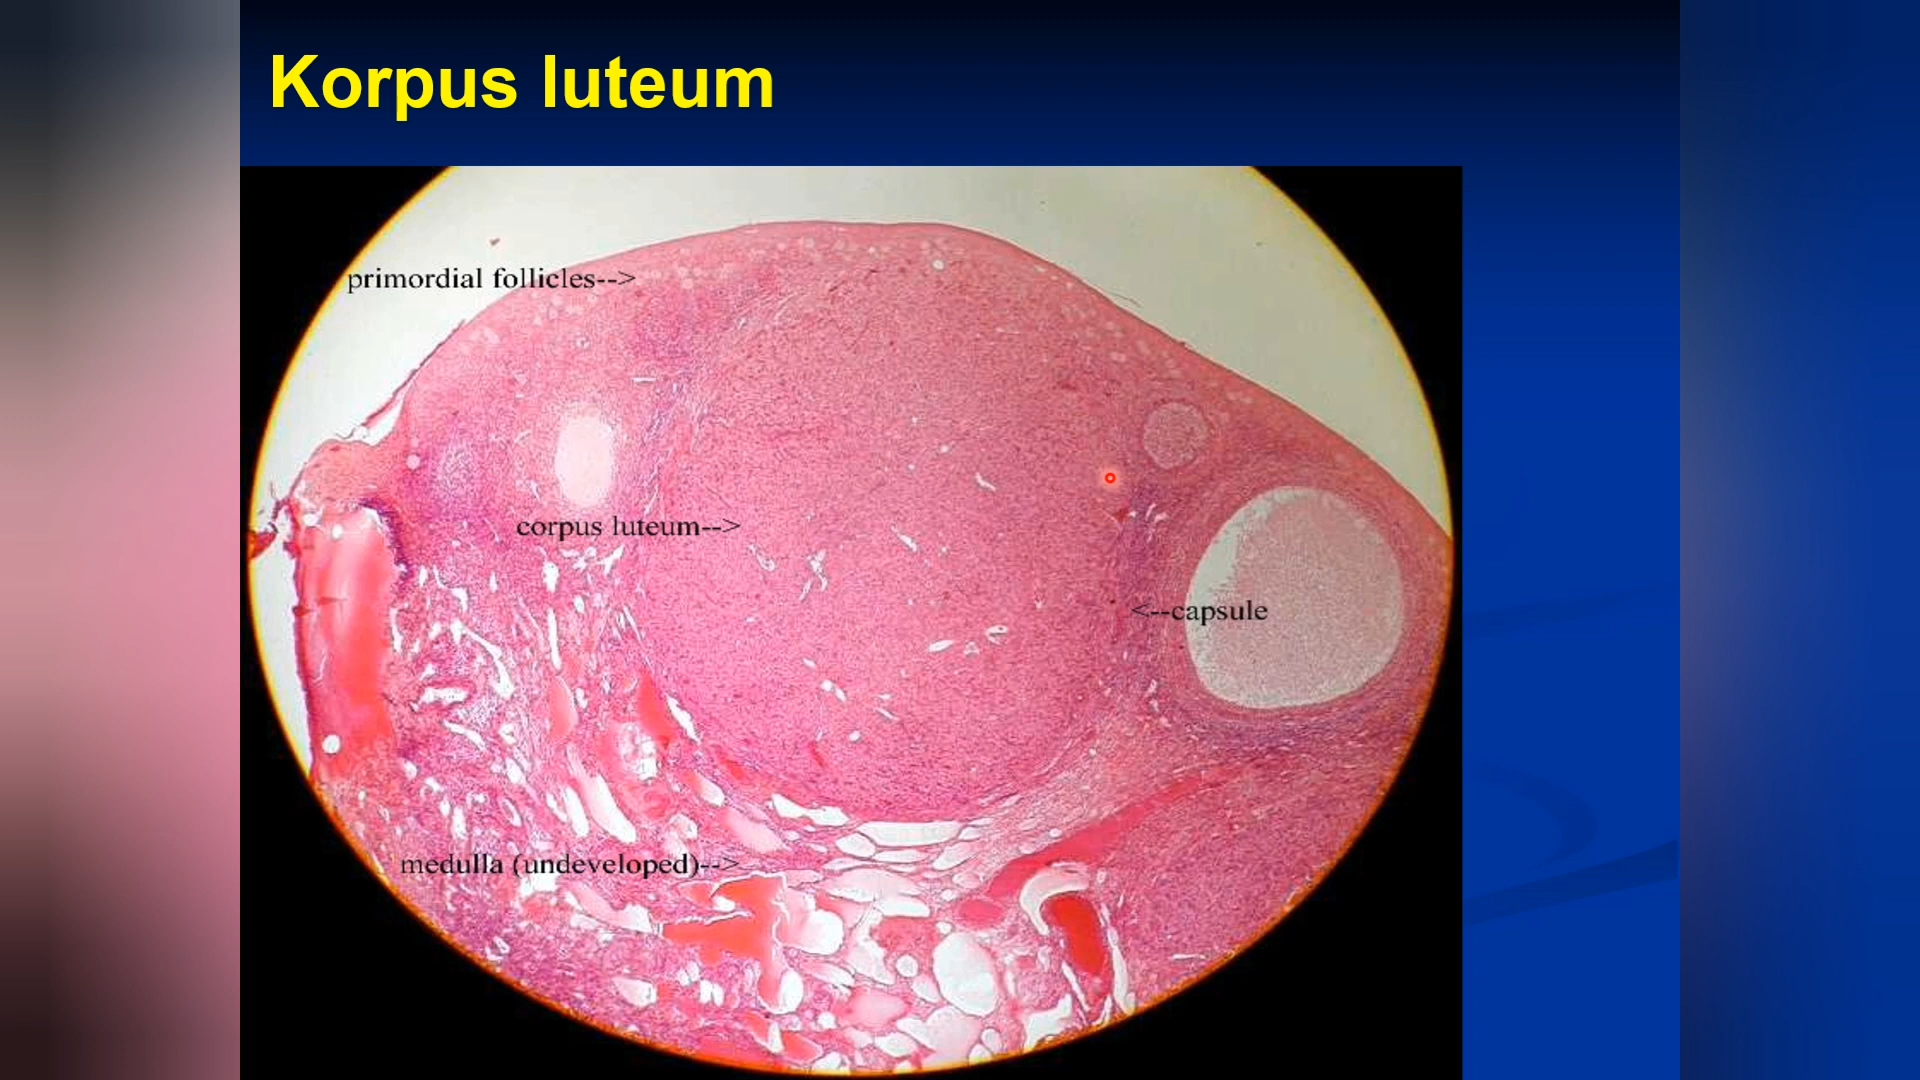 Korpus luteum
primordial follicles-->
corpus luteum-->
<--capsule
medulla (undeveloped)-->